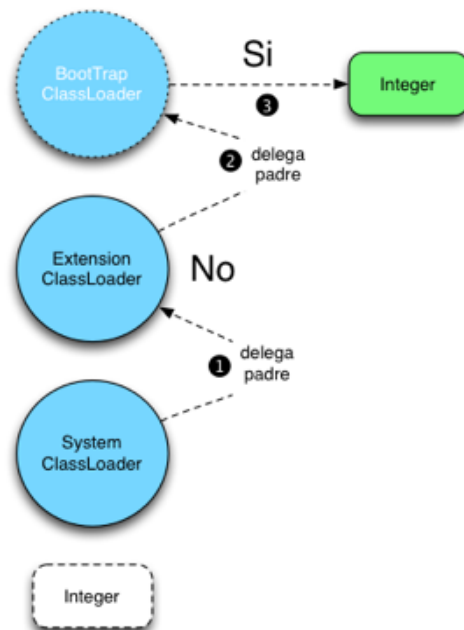 BootTrap
ClassLoader
Si
Integer
3
2
delega
padre
Extension
ClassLoader
No
1
delega
padre
System
ClassLoader
Integer